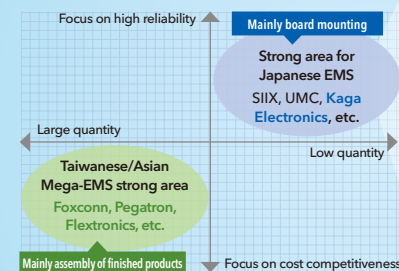 Focus on high reliability
Mainly board mounting
Strong area for
Japanese EMS
SIIX, UMC, Kaga
Electronics, etc.
Large quantity
Low quantity
Taiwanese/Asian
Mega-EMS strong area
Foxconn, Pegatron,
Flextronics, etc.
Mainly assembly of finished products
Focus on cost competitiveness